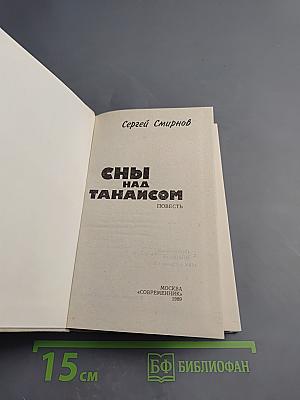 Сергей Смирнов
СНЫ
НАД
ТАНАИСОМ
ПОВЕСТЬ
МОСКВА
«СОВРЕМЕННИК»
1989
15 см
БФ БИБЛИОФАН